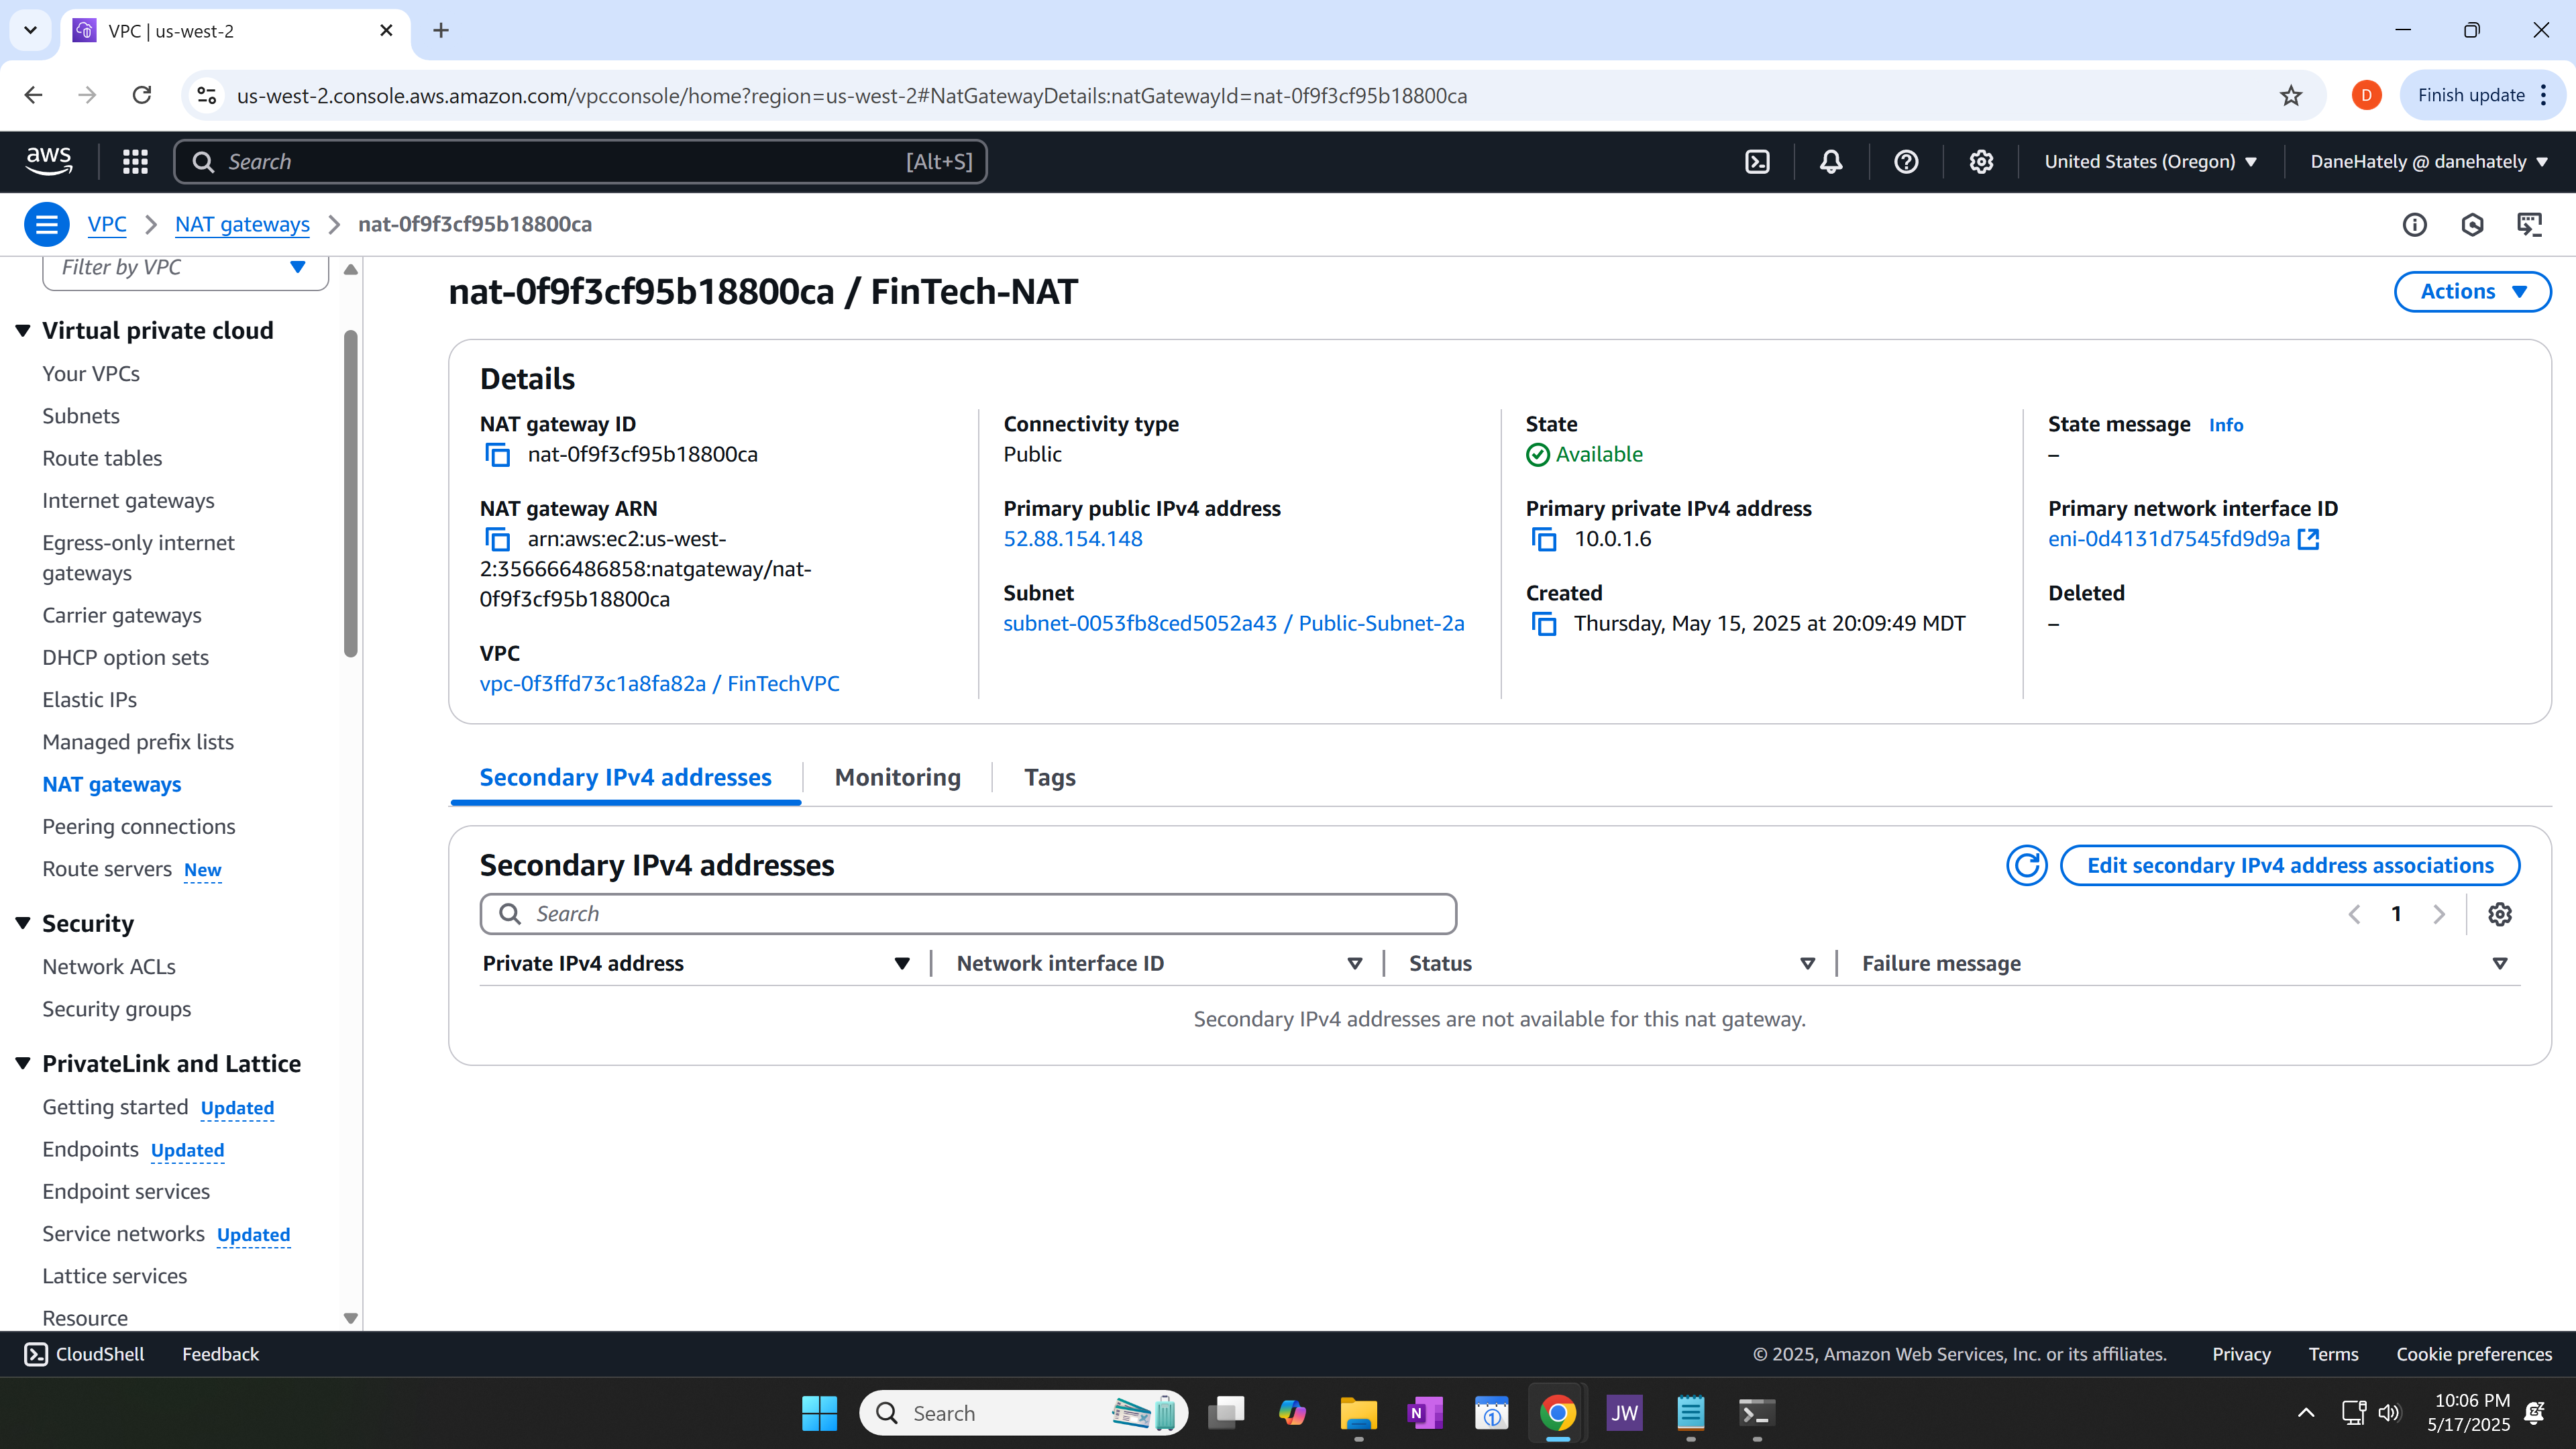 VPC | us-west-2
us-west-2.console.aws.amazon.com/vpcconsole/home?region=us-west-2#NatGatewayDetails:natGatewayId=nat-0f9f3cf95b18800ca
D
Finish update
aws
Search
[Alt+S]
United States (Oregon)
DaneHately @ danehately
VPC
NAT gateways
nat-0f9f3cf95b18800ca
Filter by VPC
Virtual private cloud
Your VPCs
Subnets
Route tables
Internet gateways
Egress-only internet
gateways
Carrier gateways
DHCP option sets
Elastic IPs
Managed prefix lists
NAT gateways
Peering connections
Route servers New
Security
Network ACLs
Security groups
PrivateLink and Lattice
Getting started Updated
Endpoints Updated
Endpoint services
Service networks Updated
Lattice services
Resource
nat-0f9f3cf95b18800ca / FinTech-NAT
Actions
Details
NAT gateway ID
nat-0f9f3cf95b18800ca
NAT gateway ARN
arn:aws:ec2:us-west-
2:356666486858:natgateway/nat-
0f9f3cf95b18800ca
VPC
vpc-0f3ffd73c1a8fa82a / FinTechVPC
Connectivity type
Public
Primary public IPv4 address
52.88.154.148
Subnet
subnet-0053fb8ced5052a43 / Public-Subnet-2a
State
Available
Primary private IPv4 address
10.0.1.6
Created
Thursday, May 15, 2025 at 20:09:49 MDT
State message Info
–
Primary network interface ID
eni-0d4131d7545fd9d9a
Deleted
–
Secondary IPv4 addresses
Monitoring
Tags
Secondary IPv4 addresses
Edit secondary IPv4 address associations
Search
1
Private IPv4 address
Network interface ID
Status
Failure message
Secondary IPv4 addresses are not available for this nat gateway.
CloudShell
Feedback
© 2025, Amazon Web Services, Inc. or its affiliates.
Privacy
Terms
Cookie preferences
Search
N
1
JW
10:06 PM
5/17/2025